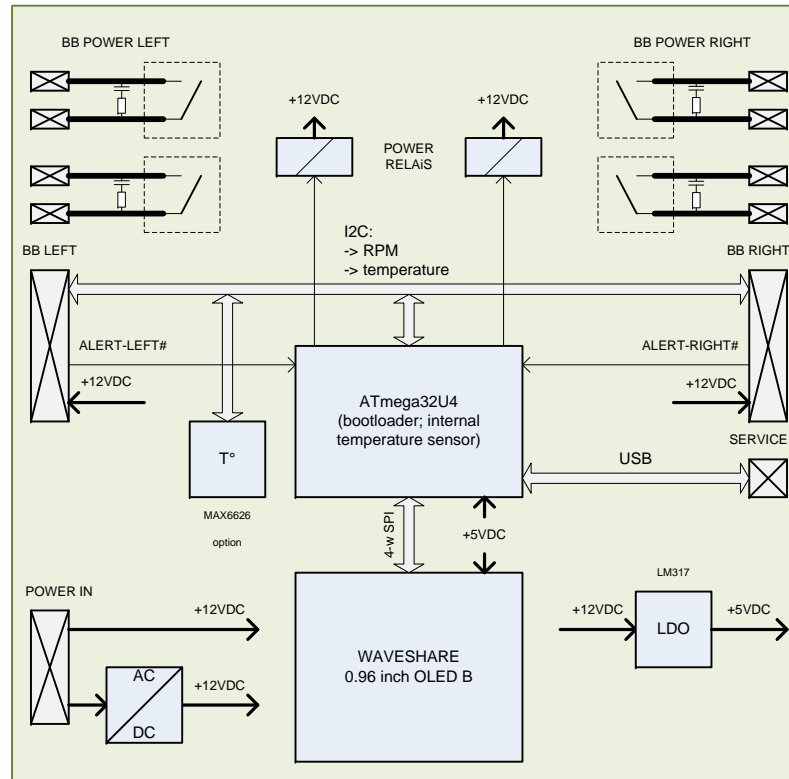 BB POWER LEFT
BB POWER RIGHT
+12VDC
+12VDC
POWER
RELAiS
I2C:
-> RPM
-> temperature
BB LEFT
BB RIGHT
ALERT-LEFT#
ALERT-RIGHT#
+12VDC
+12VDC
ATmega32U4
(bootloader; internal
temperature sensor)
SERVICE
T°
USB
MAX6626
option
4-w SPI
+5VDC
POWER IN
LM317
+12VDC
+12VDC
LDO
+5VDC
WAVESHARE
0.96 inch OLED B
AC
DC
+12VDC